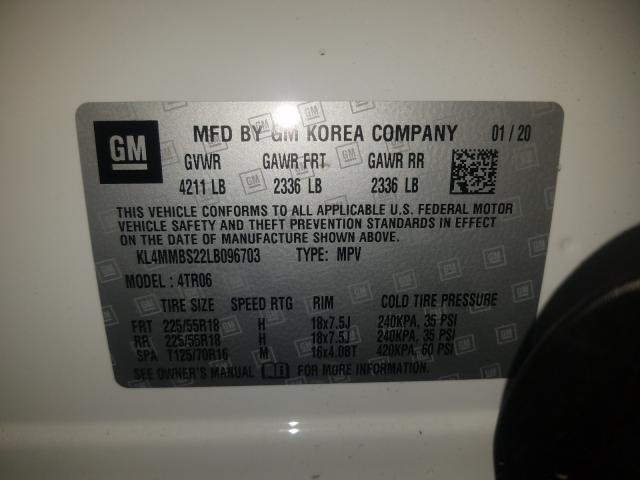 GM MFD BY GM KOREA COMPANY 01/20
GVWR GAWR FRT GAWR RR
4211 LB 2336 LB 2336 LB
THIS VEHICLE CONFORMS TO ALL APPLICABLE U.S. FEDERAL MOTOR
VEHICLE SAFETY AND THEFT PREVENTION STANDARDS IN EFFECT
ON THE DATE OF MANUFACTURE SHOWN ABOVE.
KL4MMBS22LB096703 TYPE: MPV
MODEL: 4TR06
TIRE SIZE SPEED RTG RIM COLD TIRE PRESSURE
FRT 225/55R18 H 18x7.5J 240KPA, 35 PSI
RR 225/55R18 H 18x7.5J 240KPA, 35 PSI
SPA T125/70R16 M 16x4.0BT 420KPA, 60 PSI
SEE OWNER'S MANUAL FOR MORE INFORMATION.